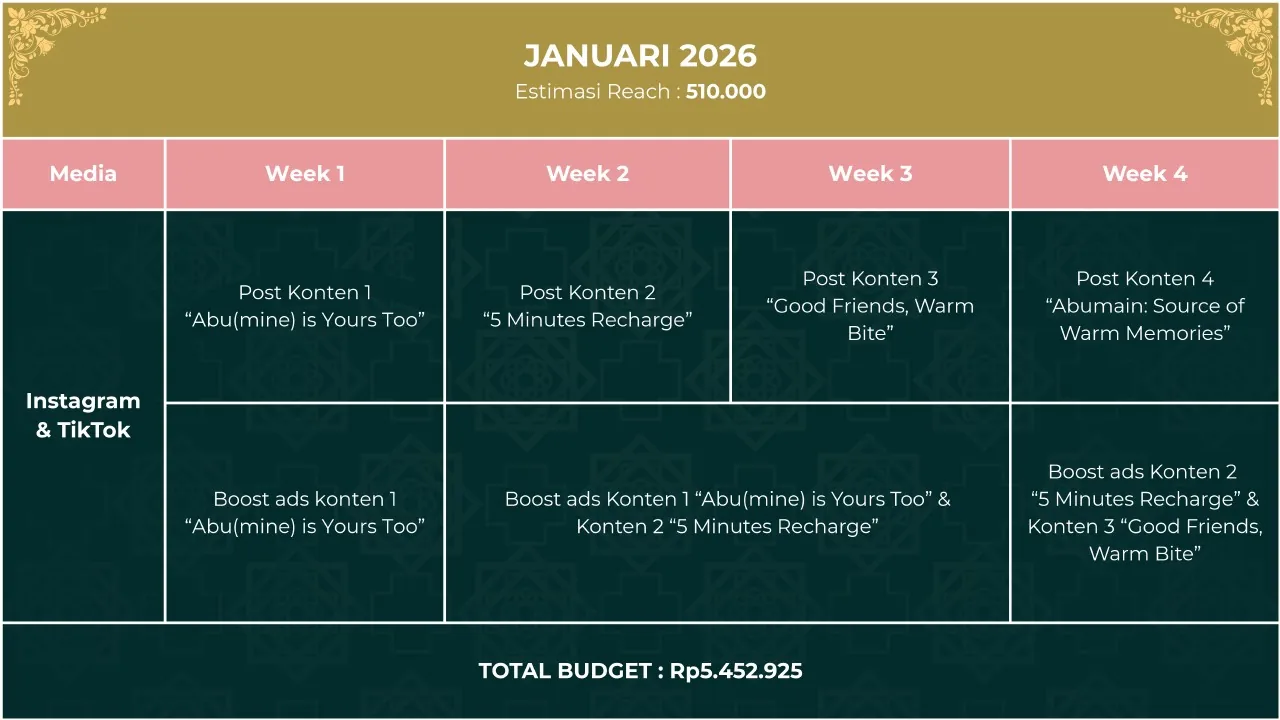 JANUARI 2026
Estimasi Reach : 510.000
Media
Week 1
Week 2
Week 3
Week 4
Instagram
& TikTok
Post Konten 1
“Abu(mine) is Yours Too”
Post Konten 2
“5 Minutes Recharge”
Post Konten 3
“Good Friends, Warm
Bite”
Post Konten 4
“Abumain: Source of
Warm Memories”
Boost ads konten 1
“Abu(mine) is Yours Too”
Boost ads Konten 1 “Abu(mine) is Yours Too” &
Konten 2 “5 Minutes Recharge”
Boost ads Konten 2
“5 Minutes Recharge” &
Konten 3 “Good Friends,
Warm Bite”
TOTAL BUDGET : Rp5.452.925